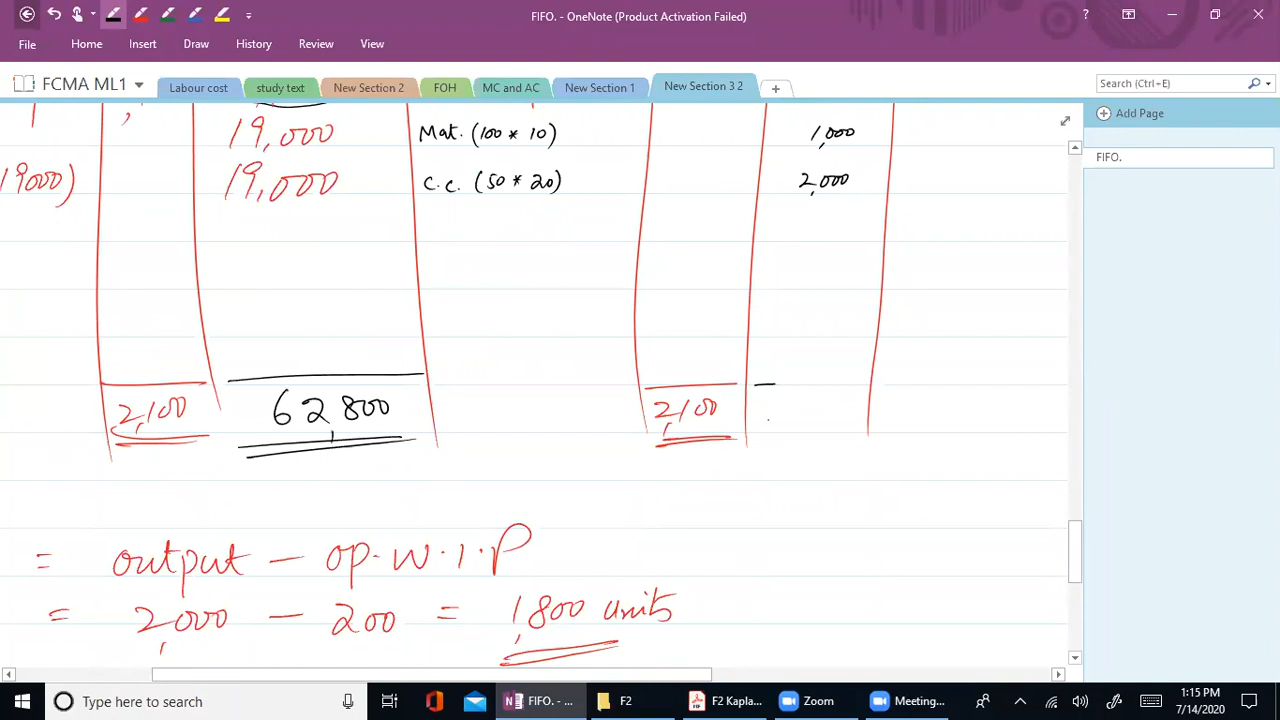 FIFO. - OneNote (Product Activation Failed)
File Home Insert Draw History Review View
FCMA ML1
Labour cost study text New Section 2 FOH MC and AC New Section 1 New Section 3 2
Search (Ctrl+E)
Add Page
FIFO.
19,000 Mat. (100 * 10) 1,000
19000) 19,000 C.C. (50 * 20) 2,000
2,100 62,800 2,100
= output - op. W.I.P
= 2,000 - 200 = 1,800 units
Type here to search
FIFO. - ... F2 F2 Kapla... Zoom Meeting...
1:15 PM
7/14/2020